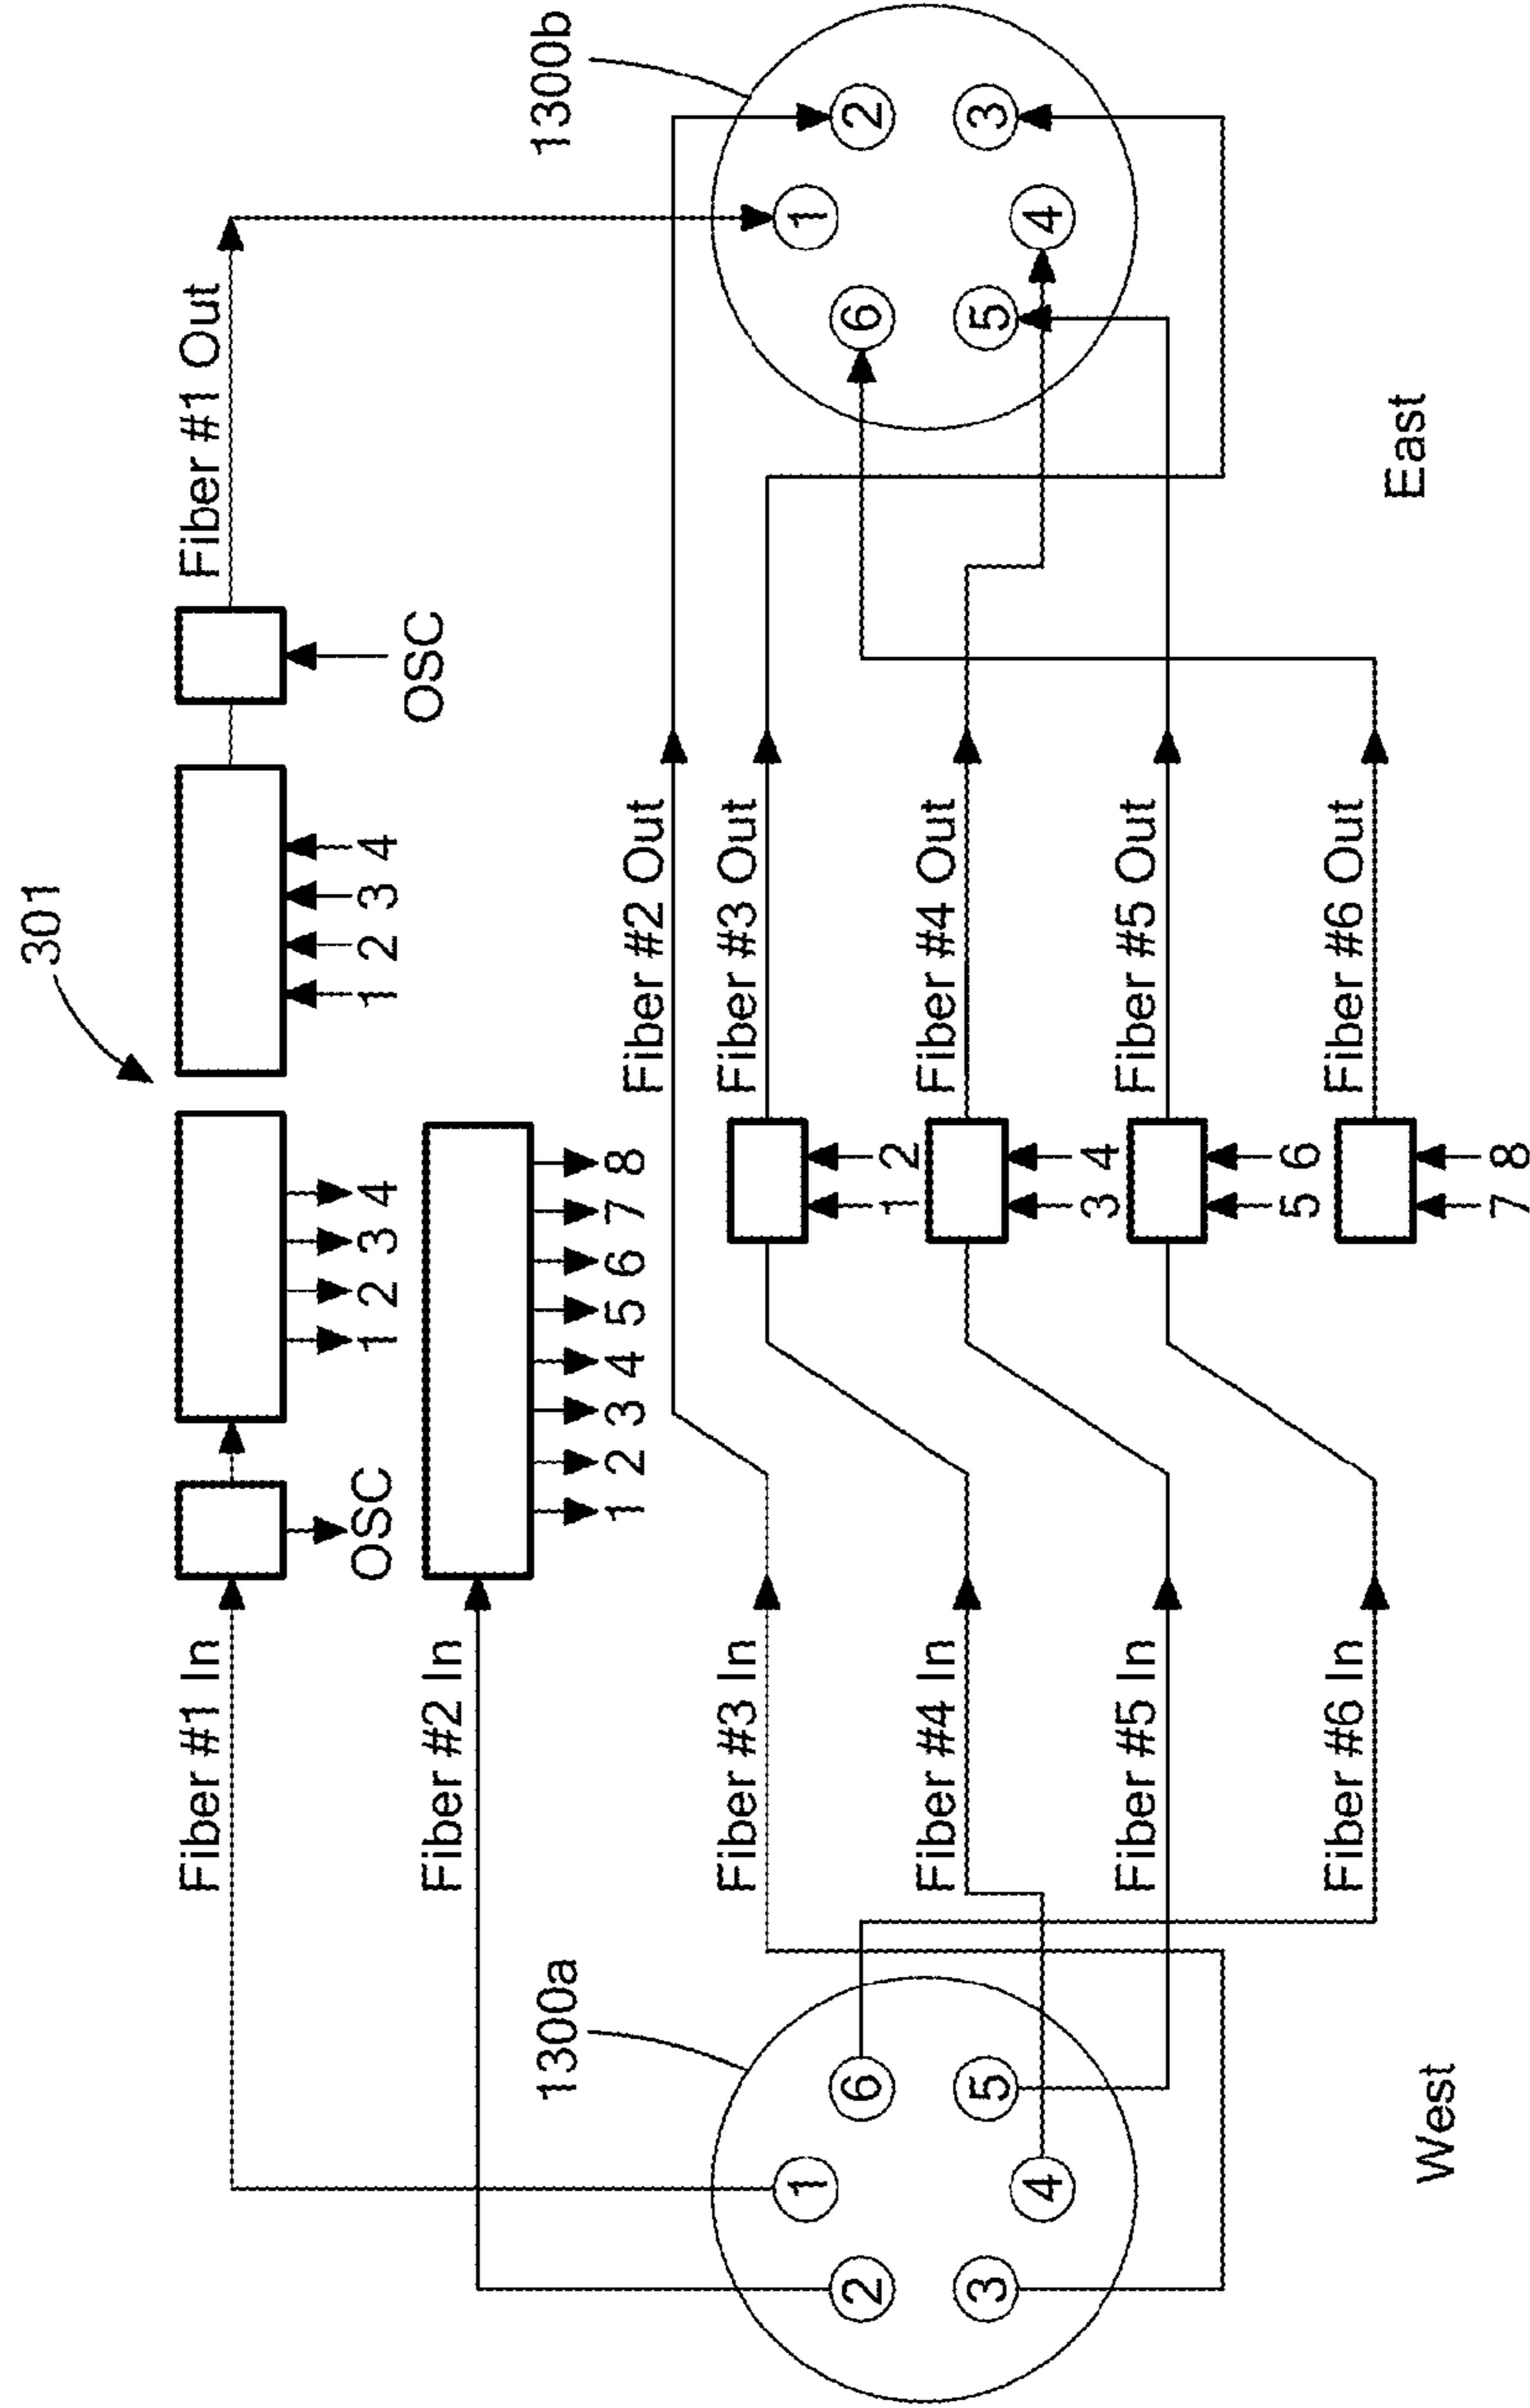 301
Fiber #1 In
OSC
1 2 3 4
1 2 3 4
OSC
Fiber #1 Out
Fiber #2 In
1 2 3 4 5 6 7 8
Fiber #2 Out
Fiber #3 In
Fiber #3 Out
1 2
Fiber #4 In
Fiber #4 Out
3 4
Fiber #5 In
Fiber #5 Out
5 6
Fiber #6 In
Fiber #6 Out
7 8
1300a
1
2
3
4
5
6
West
1300b
1
2
3
4
5
6
East